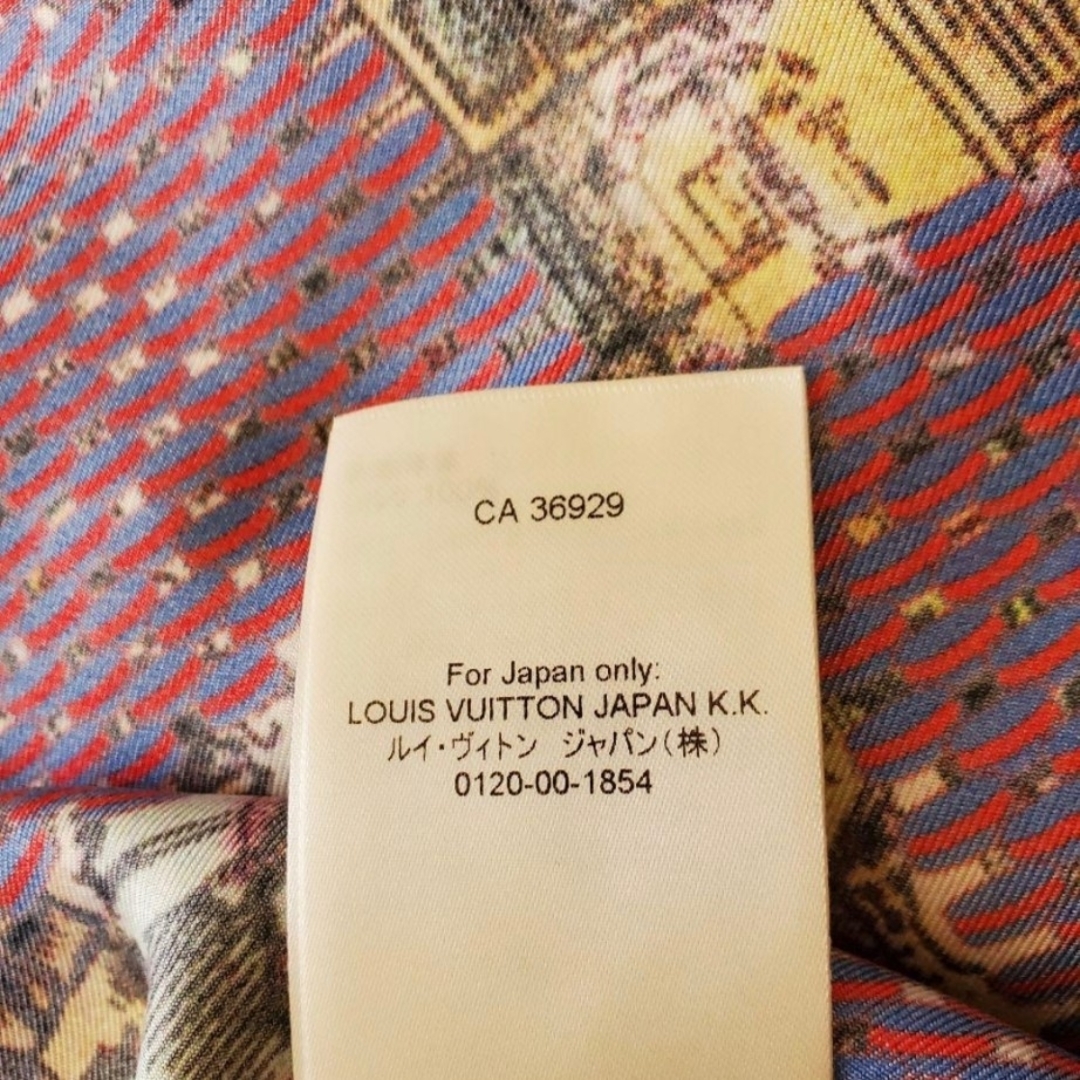 CA 36929
For Japan only:
LOUIS VUITTON JAPAN K.K.
ルイ・ヴィトン ジャパン(株)
0120-00-1854